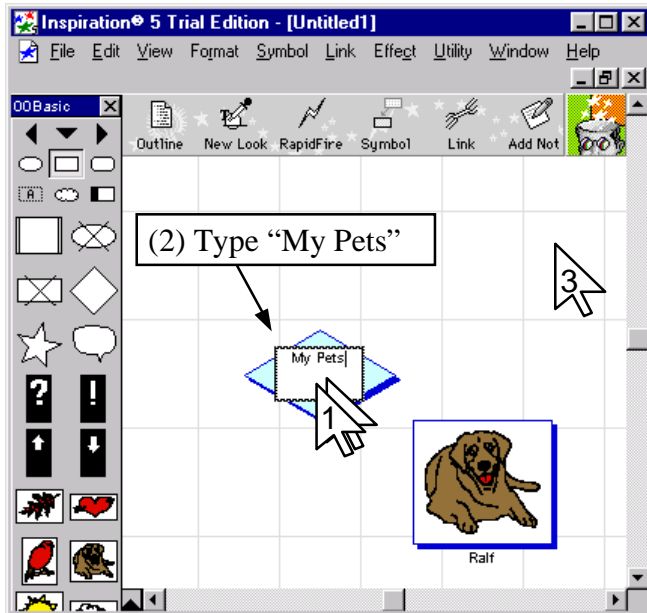 Inspiration® 5 Trial Edition - [Untitled1]
File Edit View Format Symbol Link Effect Utility Window Help
00Basic
Outline New Look RapidFire Symbol Link Add Not
A
(2) Type “My Pets”
3
My Pets
1
? !
Ralf